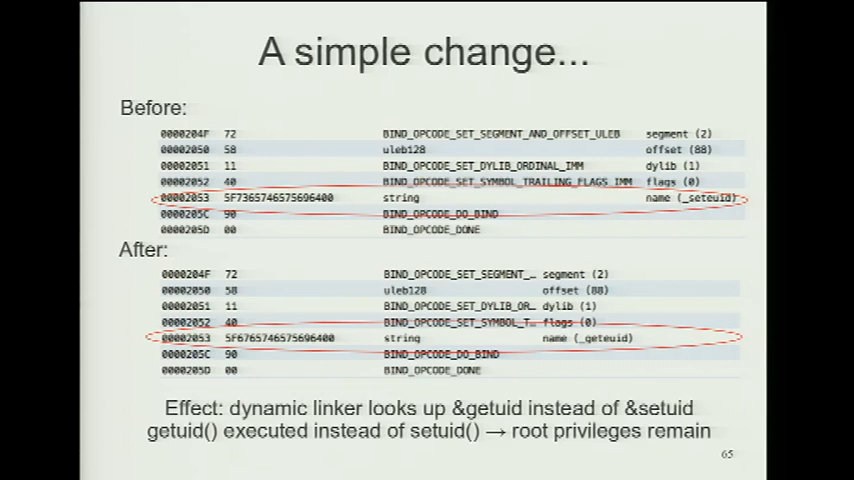 A simple change...
Before:
0000204F 72 BIND_OPCODE_SET_SEGMENT_AND_OFFSET_ULEB segment (2)
00002050 58 uleb128 offset (88)
00002051 11 BIND_OPCODE_SET_DYLIB_ORDINAL_IMM dylib (1)
00002052 40 BIND_OPCODE_SET_SYMBOL_TRAILING_FLAGS_IMM flags (0)
00002053 5F7365746575696400 string name (_seteuid)
0000205C 90 BIND_OPCODE_DO_BIND
0000205D 00 BIND_OPCODE_DONE
After:
0000204F 72 BIND_OPCODE_SET_SEGMENT_… segment (2)
00002050 58 uleb128 offset (88)
00002051 11 BIND_OPCODE_SET_DYLIB_OR… dylib (1)
00002052 40 BIND_OPCODE_SET_SYMBOL_T… flags (0)
00002053 5F6765746575696400 string name (_geteuid)
0000205C 90 BIND_OPCODE_DO_BIND
0000205D 00 BIND_OPCODE_DONE
Effect: dynamic linker looks up &getuid instead of &setuid
getuid() executed instead of setuid() → root privileges remain
65